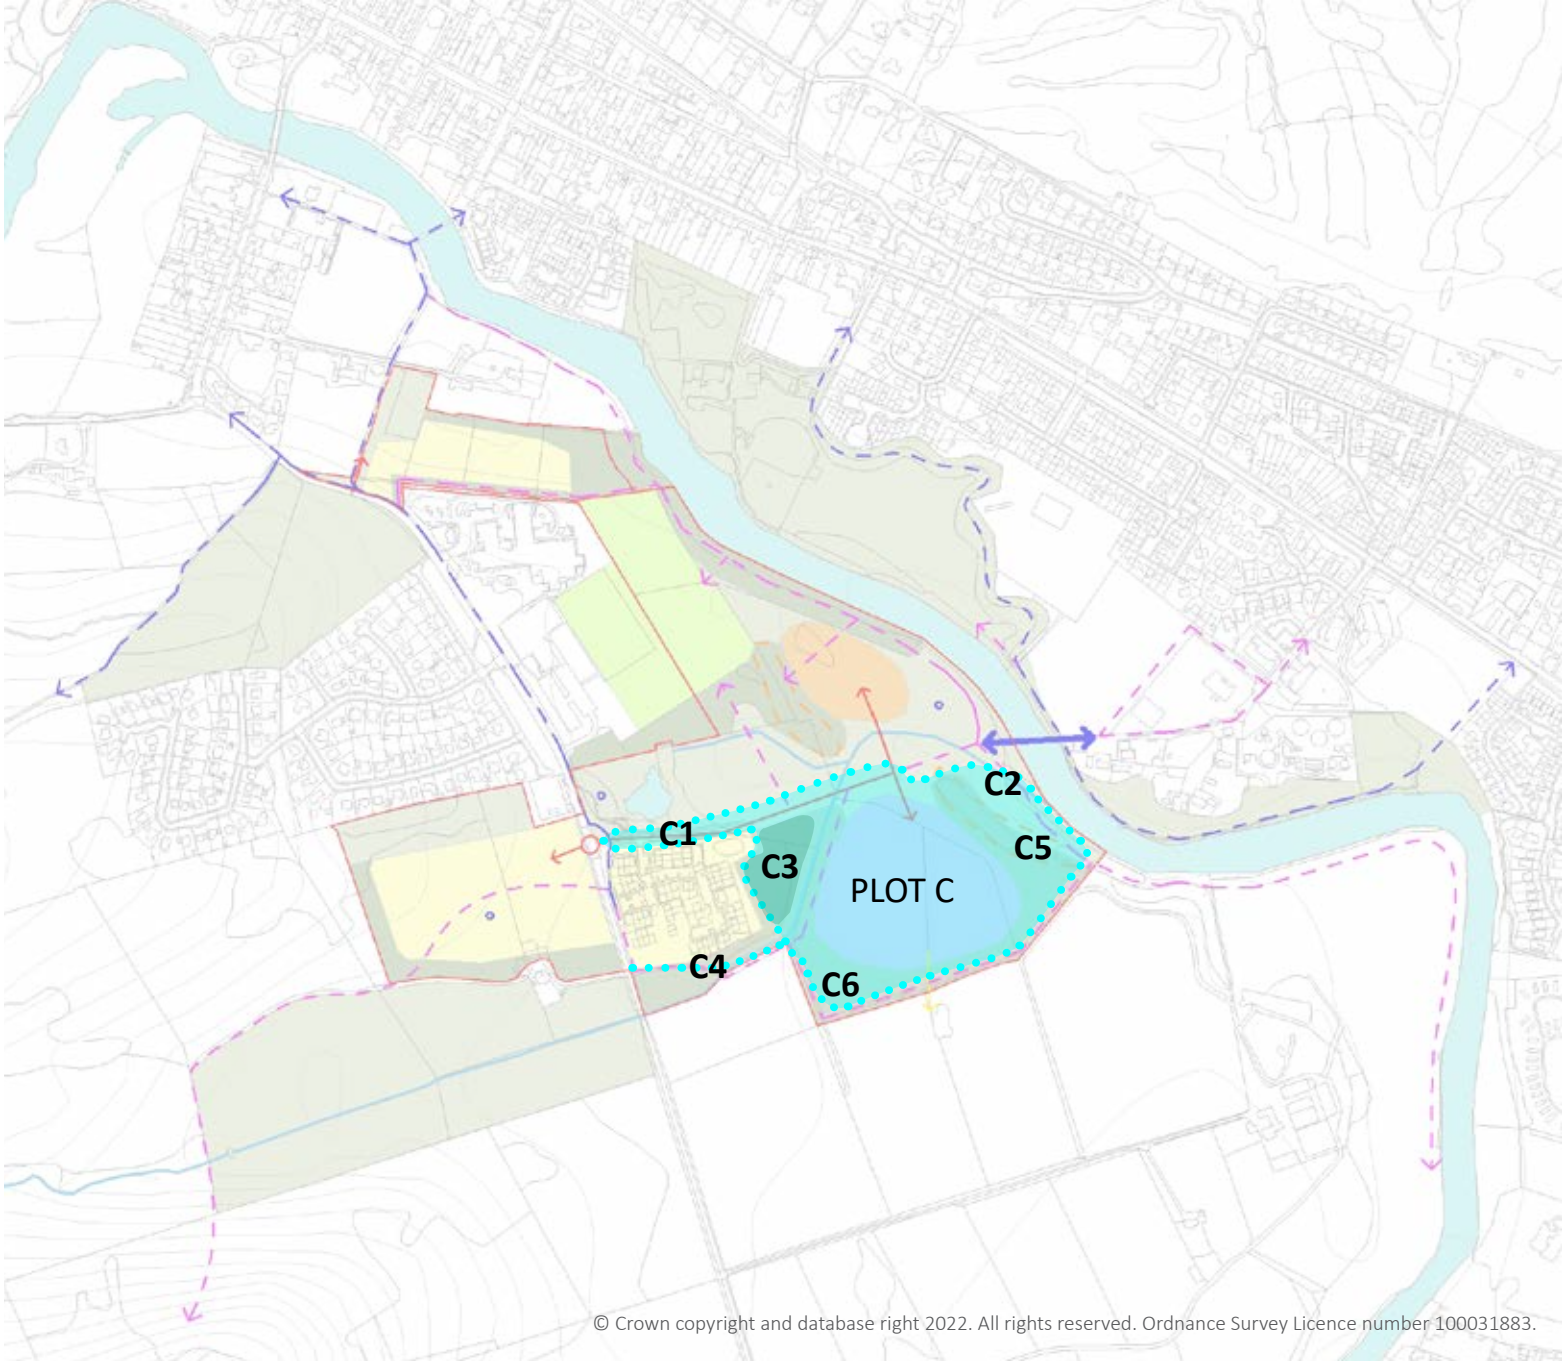 C2
C1
C5
C3
PLOT C
C4
C6
© Crown copyright and database right 2022. All rights reserved. Ordnance Survey Licence number 100031883.